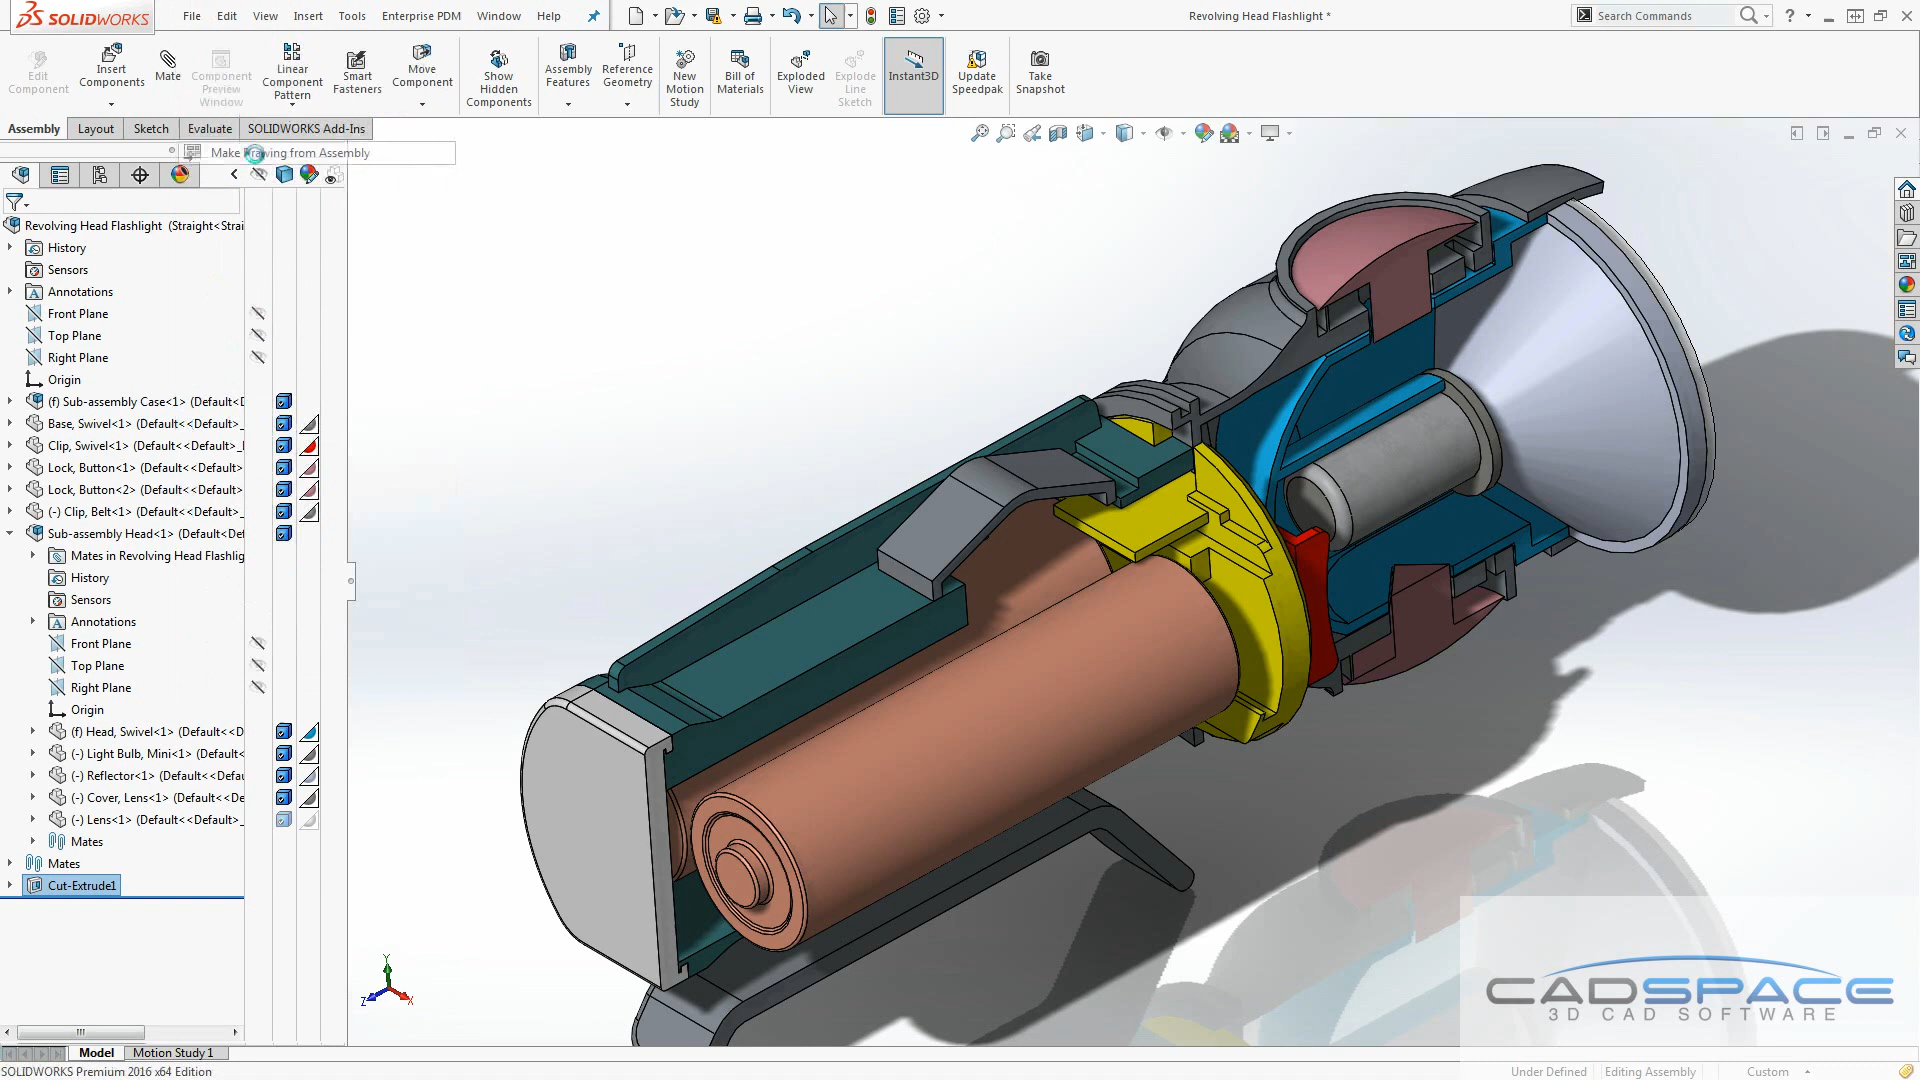 SOLIDWORKS File Edit View Insert Tools Enterprise PDM Window Help Revolving Head Flashlight * Search Commands
Edit Component
Insert Components
Mate
Component Preview Window
Linear Component Pattern
Smart Fasteners
Move Component
Show Hidden Components
Assembly Features
Reference Geometry
New Motion Study
Bill of Materials
Exploded View
Explode Line Sketch
Instant3D
Update Speedpak
Take Snapshot
Assembly Layout Sketch Evaluate SOLIDWORKS Add-Ins
Make Drawing from Assembly
Revolving Head Flashlight (Straight<Strai
History
Sensors
Annotations
Front Plane
Top Plane
Right Plane
Origin
(f) Sub-assembly Case<1> (Default<D
Base, Swivel<1> (Default<<Default>_
Clip, Swivel<1> (Default<<Default>_
Lock, Button<1> (Default<<Default>
Lock, Button<2> (Default<<Default>
(-) Clip, Belt<1> (Default<<Default>_
Sub-assembly Head<1> (Default<Def
Mates in Revolving Head Flashlig
History
Sensors
Annotations
Front Plane
Top Plane
Right Plane
Origin
(f) Head, Swivel<1> (Default<<D
(-) Light Bulb, Mini<1> (Default<
(-) Reflector<1> (Default<<Defau
(-) Cover, Lens<1> (Default<<De
(-) Lens<1> (Default<<Default>_
Mates
Mates
Cut-Extrude1
Y
Z X
CADSPACE
3D CAD SOFTWARE
Model Motion Study 1
SOLIDWORKS Premium 2016 x64 Edition Under Defined Editing Assembly Custom